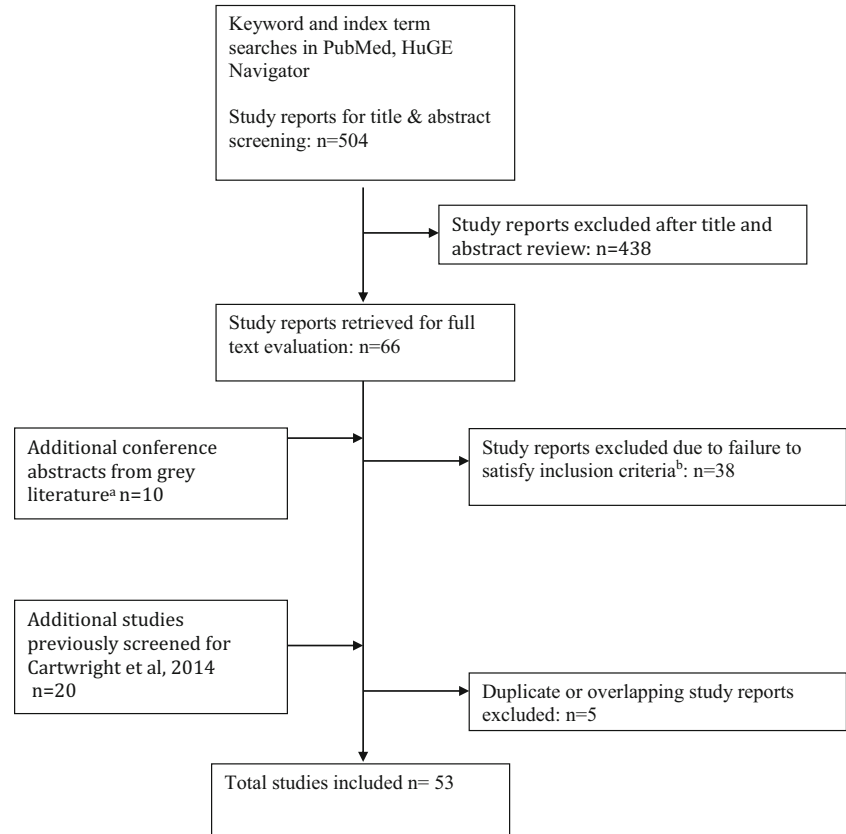 Keyword and index term
searches in PubMed, HuGE
Navigator
Study reports for title & abstract
screening: n=504
Study reports excluded after title and
abstract review: n=438
Study reports retrieved for full
text evaluation: n=66
Additional conference
abstracts from grey
literatureᵃ n=10
Study reports excluded due to failure to
satisfy inclusion criteriaᵇ: n=38
Additional studies
previously screened for
Cartwright et al, 2014
n=20
Duplicate or overlapping study reports
excluded: n=5
Total studies included n= 53